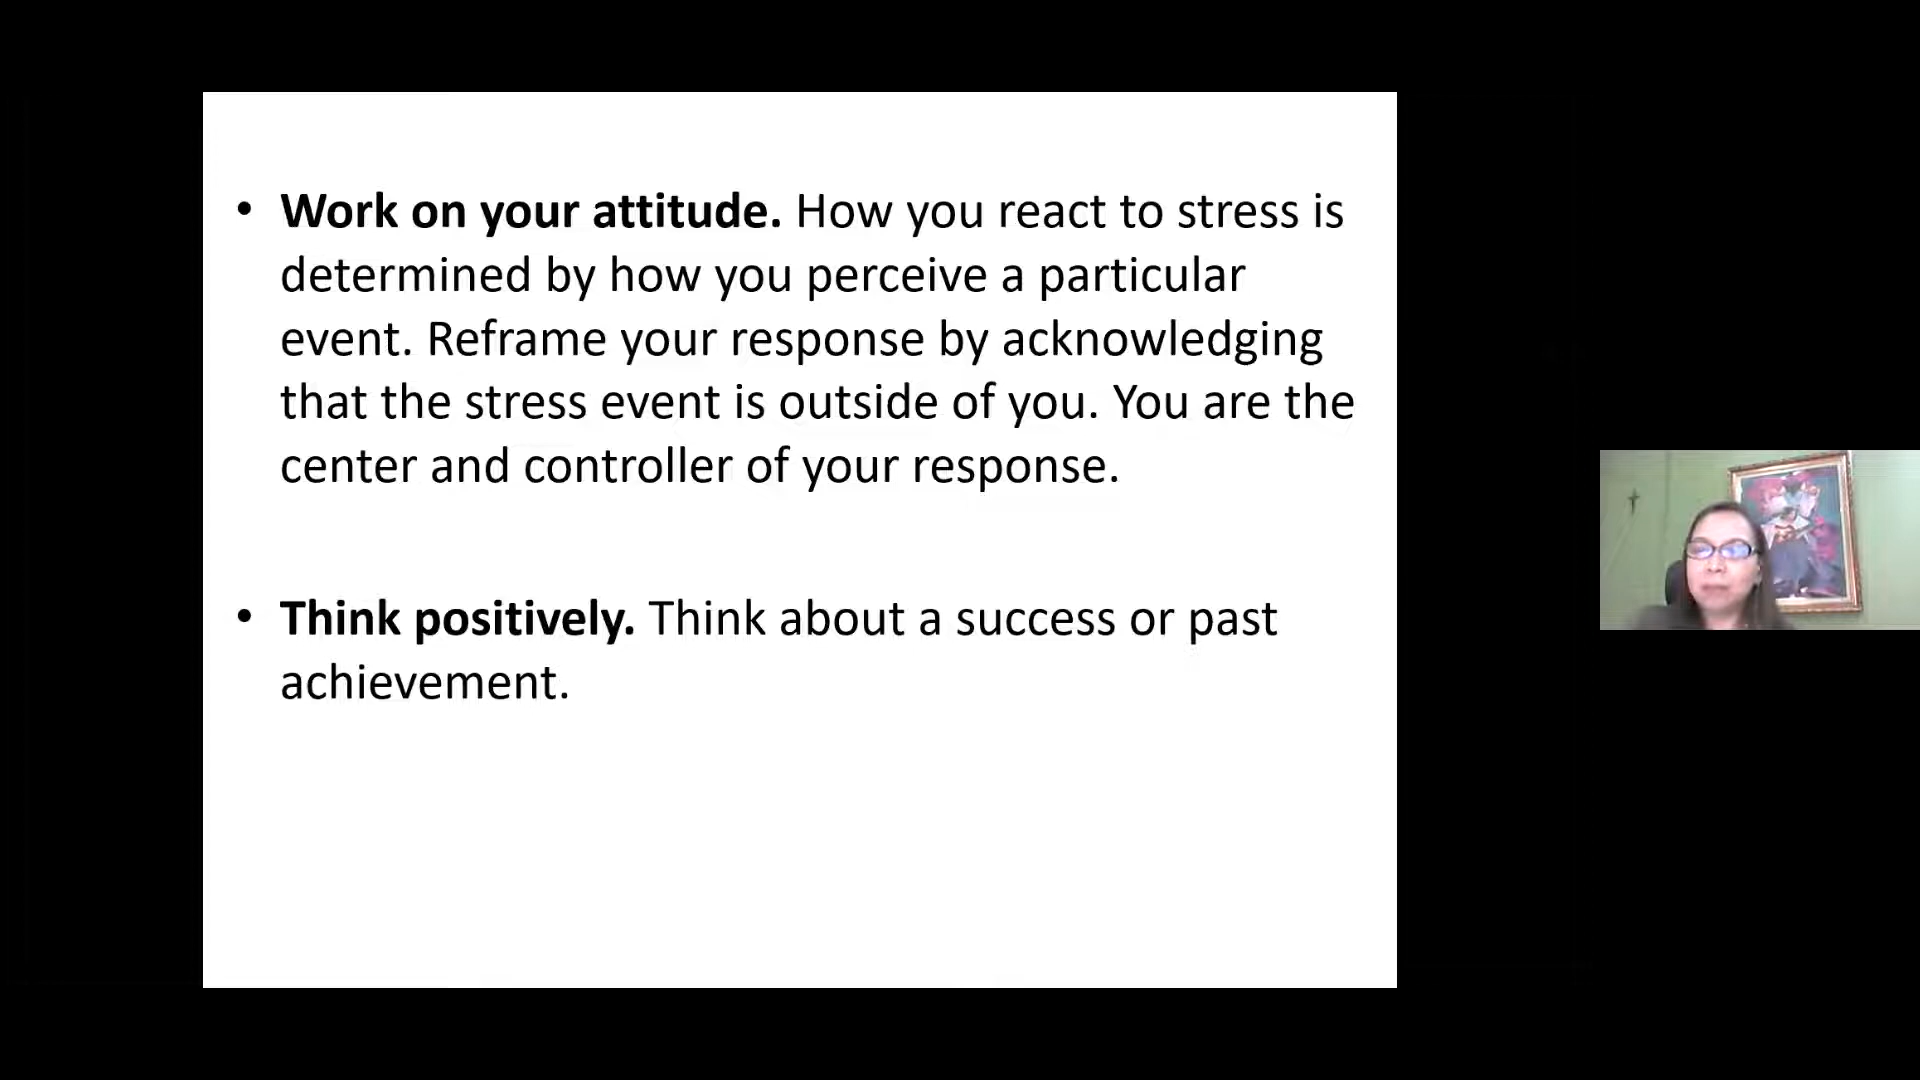 • Work on your attitude. How you react to stress is
determined by how you perceive a particular
event. Reframe your response by acknowledging
that the stress event is outside of you. You are the
center and controller of your response.
• Think positively. Think about a success or past
achievement.